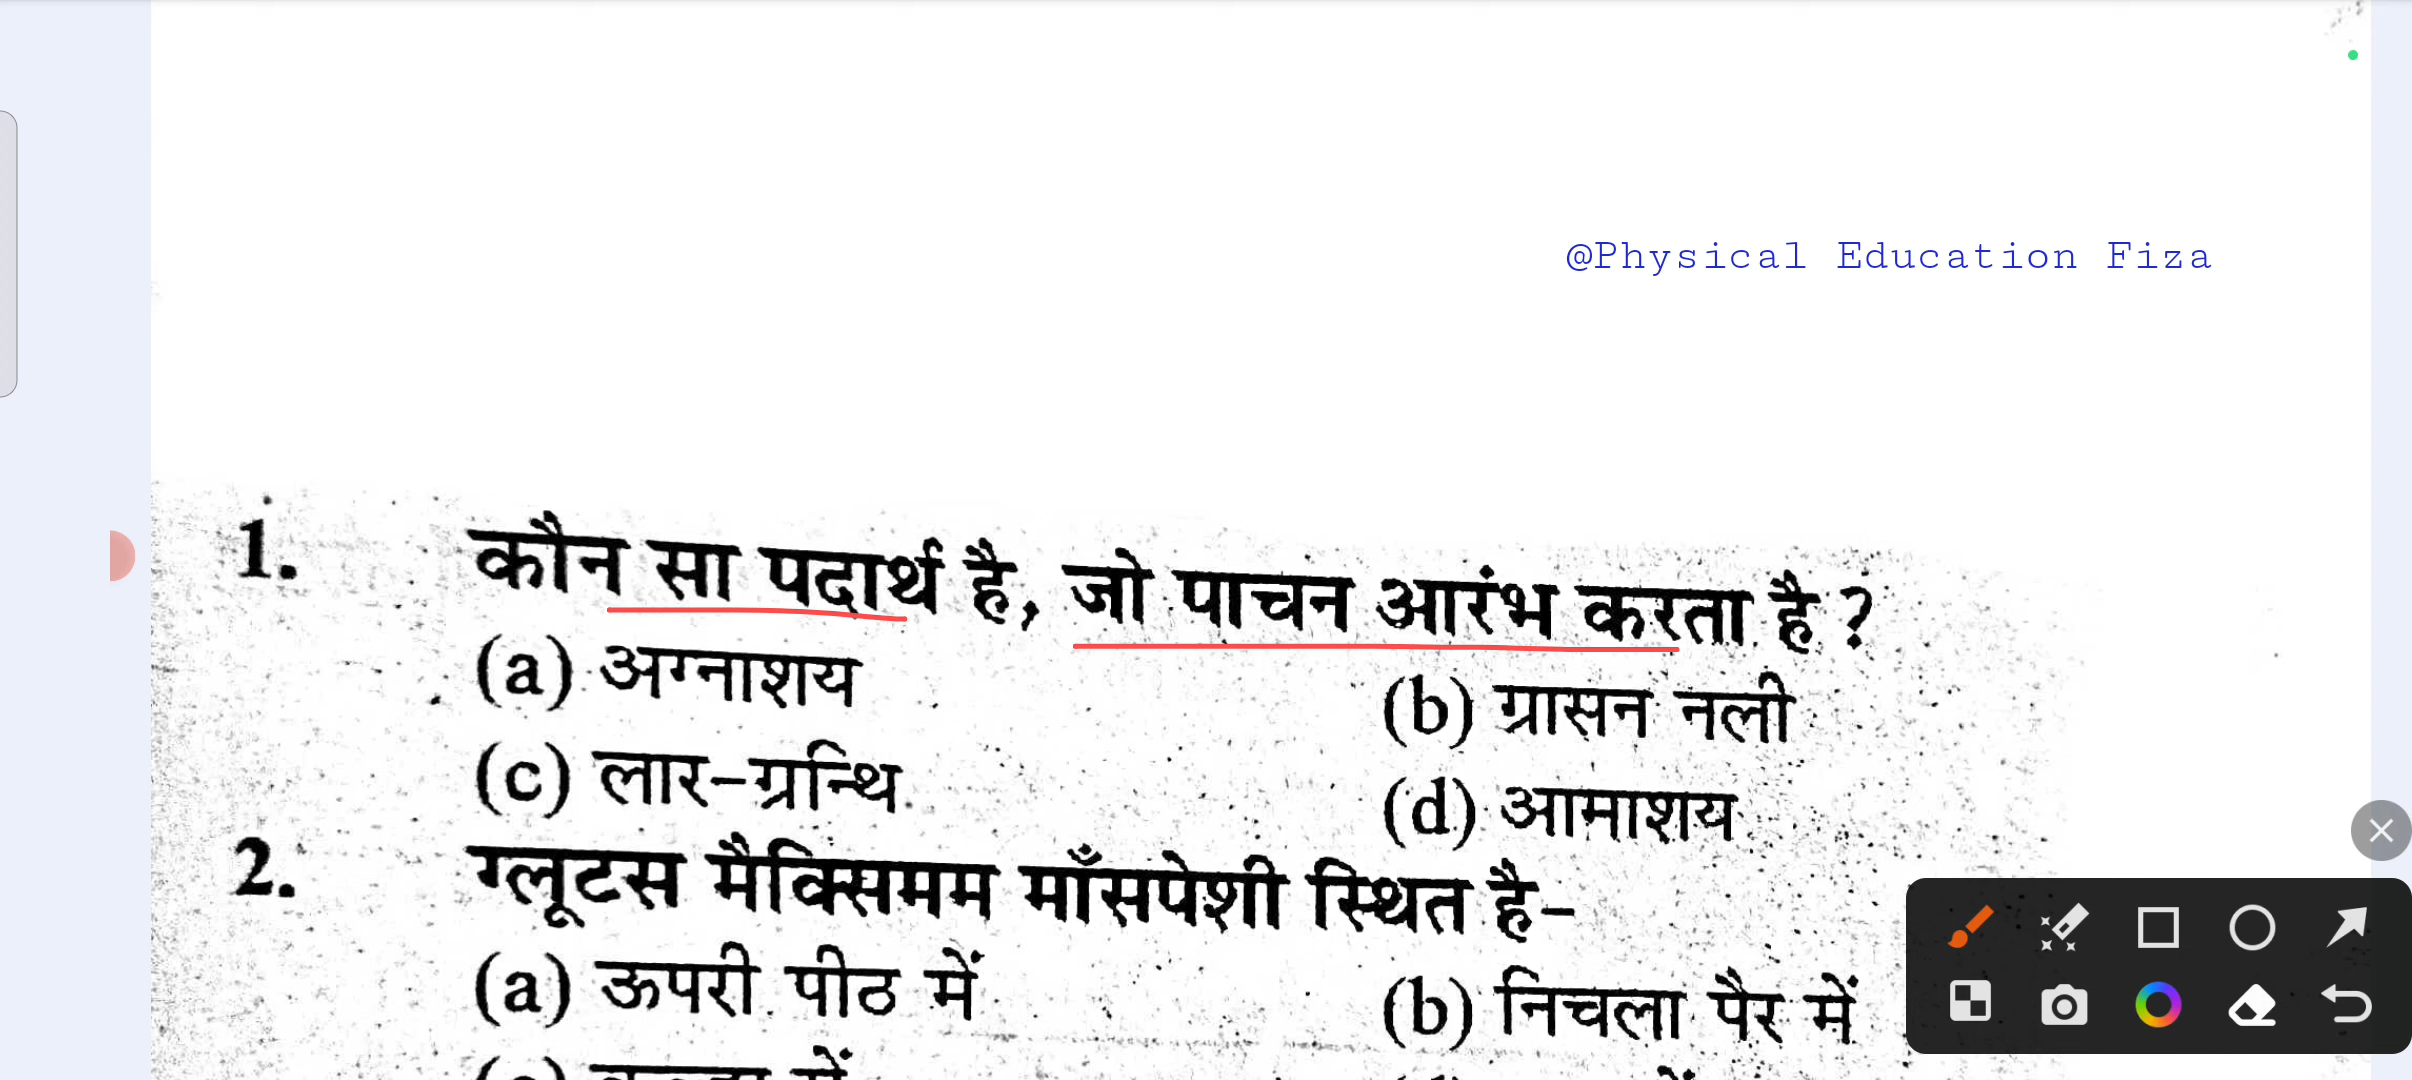 @Physical Education Fiza
1. कौन सा पदार्थ है, जो पाचन आरंभ करता है ?
(a) अग्नाशय (b) ग्रासन नली
(c) लार-ग्रन्थि (d) आमाशय
2. ग्लूटस मैक्सिमम माँसपेशी स्थित है-
(a) ऊपरी पीठ में (b) निचला पैर में